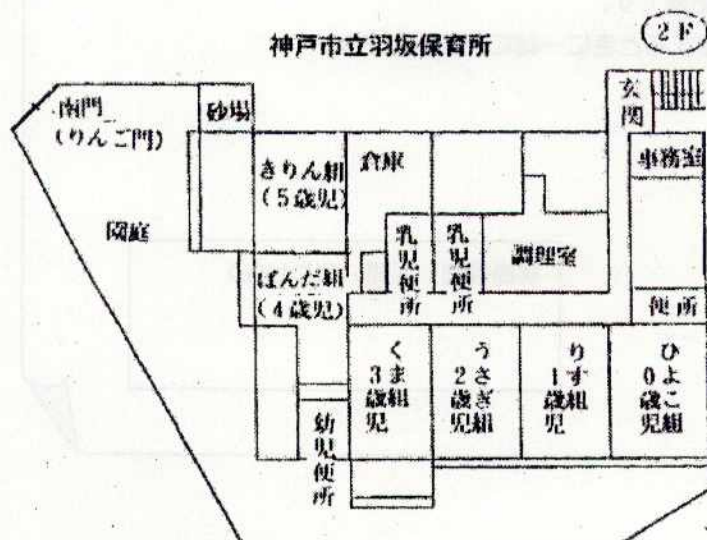 神戸市立羽坂保育所
2F
南門
(りんご門)
砂場
玄関
きりん組
(5歳児)
倉庫
事務室
園庭
乳児便所
乳児便所
調理室
ぱんだ組
(4歳児)
便所
くま組
3歳児
うさぎ組
2歳児
りす組
1歳児
ひよこ組
0歳児
幼児便所